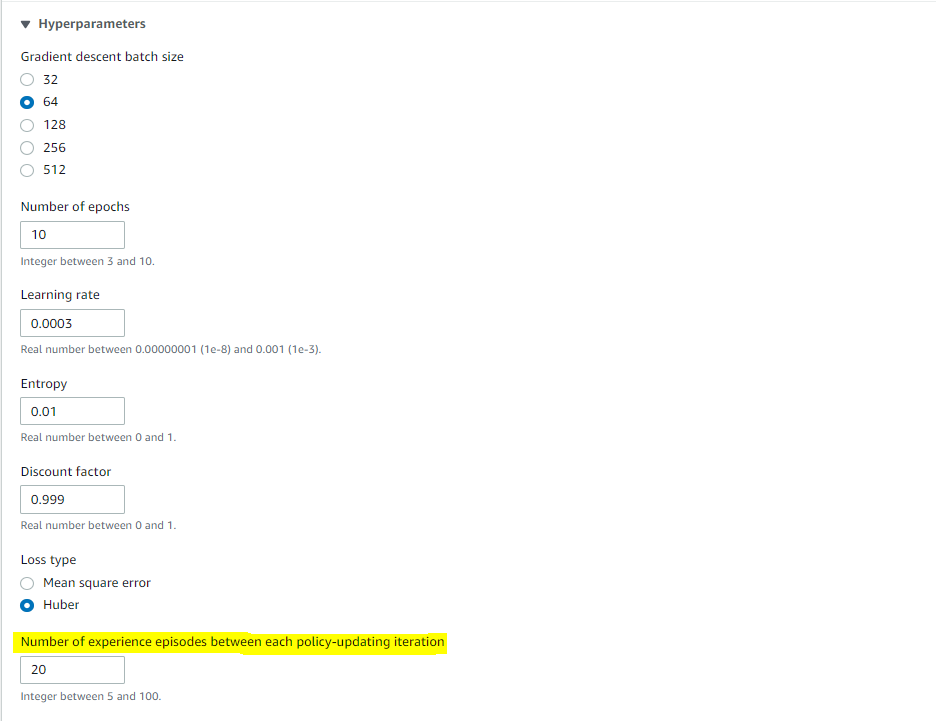 Hyperparameters
Gradient descent batch size
32
64
128
256
512
Number of epochs
10
Integer between 3 and 10.
Learning rate
0.0003
Real number between 0.00000001 (1e-8) and 0.001 (1e-3).
Entropy
0.01
Real number between 0 and 1.
Discount factor
0.999
Real number between 0 and 1.
Loss type
Mean square error
Huber
Number of experience episodes between each policy-updating iteration
20
Integer between 5 and 100.